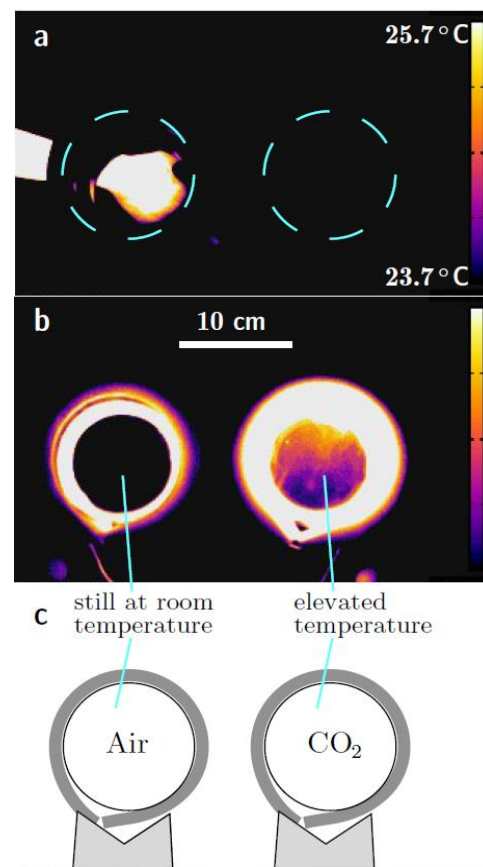 a
25.7°C
23.7°C
b
10 cm
still at room
temperature
elevated
temperature
c
Air
CO₂